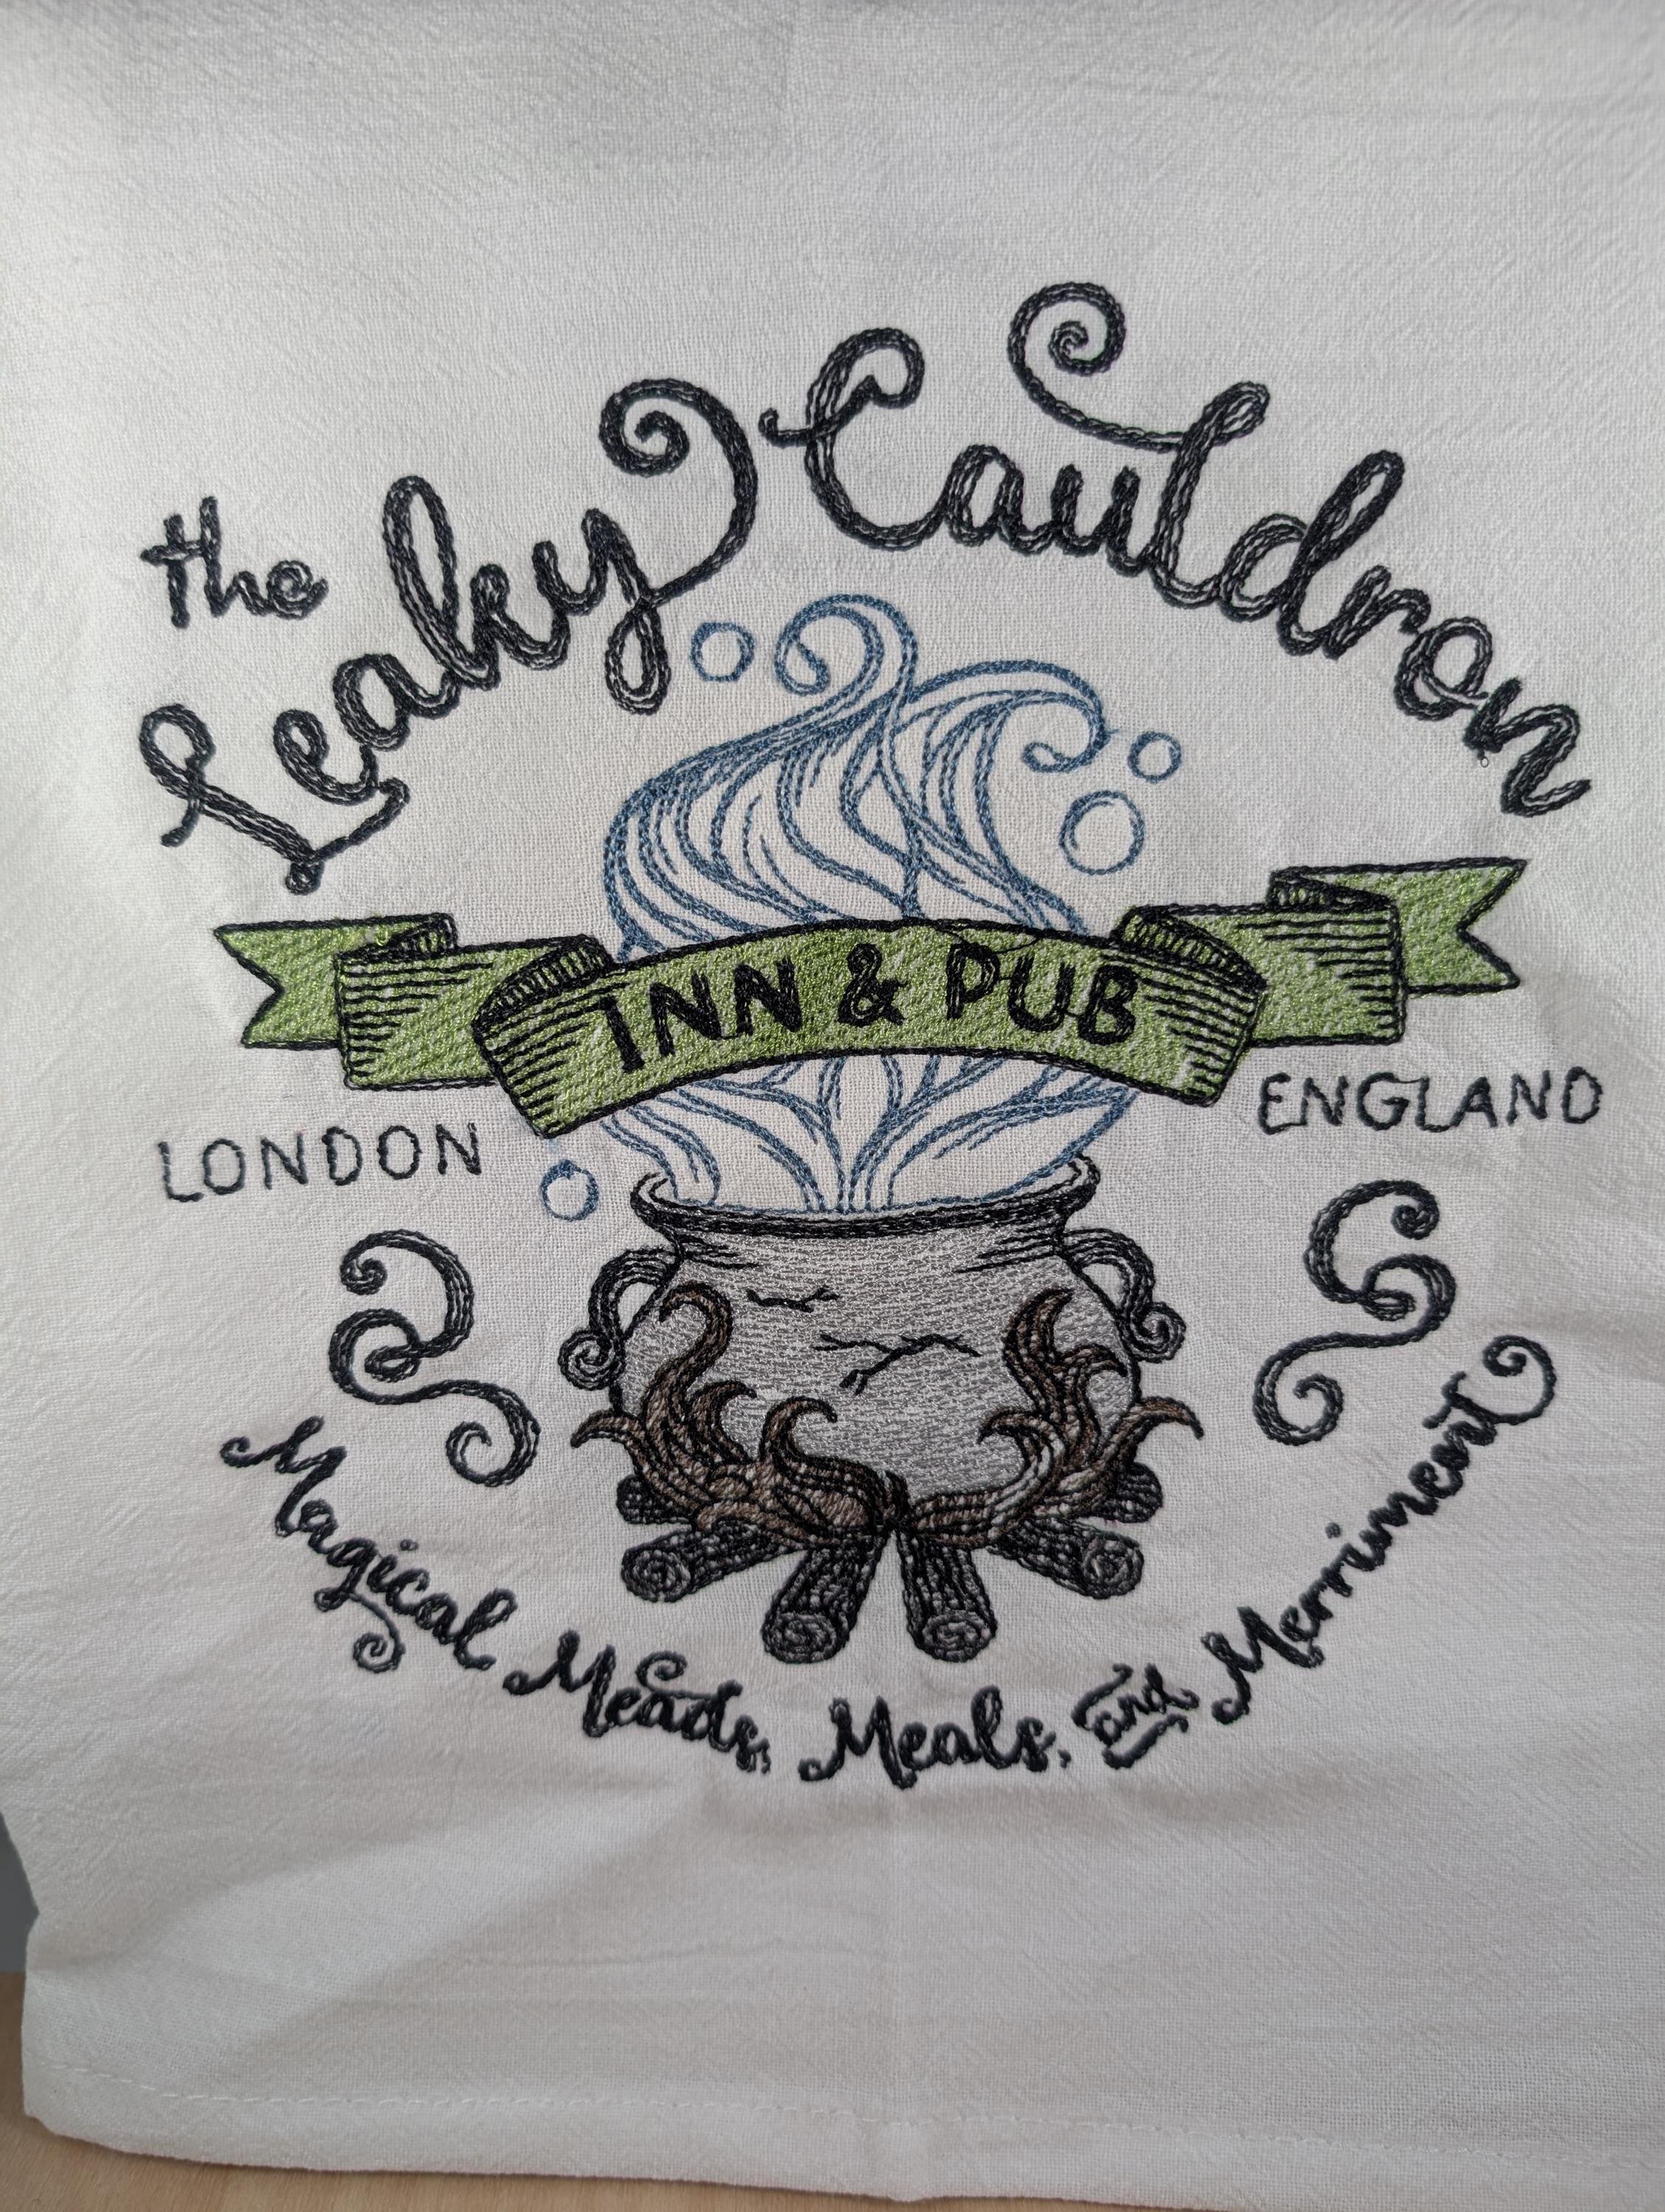 the
Leaky Cauldron
INN & PUB
LONDON ENGLAND
Magical Meads, Meals, and Merriment